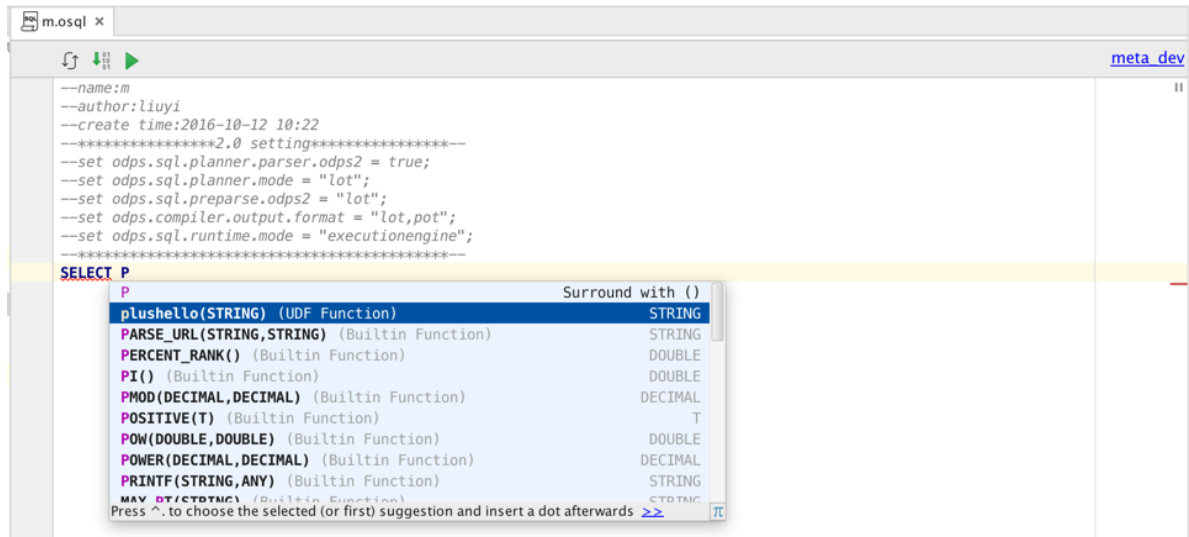 m.osql ×
meta_dev
--name:m
--author:liuyi
--create time:2016-10-12 10:22
--****************2.0 setting****************--
--set odps.sql.planner.parser.odps2 = true;
--set odps.sql.planner.mode = "lot";
--set odps.sql.preparse.odps2 = "lot";
--set odps.compiler.output.format = "lot,pot";
--set odps.sql.runtime.mode = "executionengine";
--*******************************************--
SELECT P
P Surround with ()
plushello(STRING) (UDF Function) STRING
PARSE_URL(STRING,STRING) (Builtin Function) STRING
PERCENT_RANK() (Builtin Function) DOUBLE
PI() (Builtin Function) DOUBLE
PMOD(DECIMAL,DECIMAL) (Builtin Function) DECIMAL
POSITIVE(T) (Builtin Function) T
POW(DOUBLE,DOUBLE) (Builtin Function) DOUBLE
POWER(DECIMAL,DECIMAL) (Builtin Function) DECIMAL
PRINTF(STRING,ANY) (Builtin Function) STRING
MAX_PT(STRING) (Builtin Function) STRING
Press ^. to choose the selected (or first) suggestion and insert a dot afterwards >> π